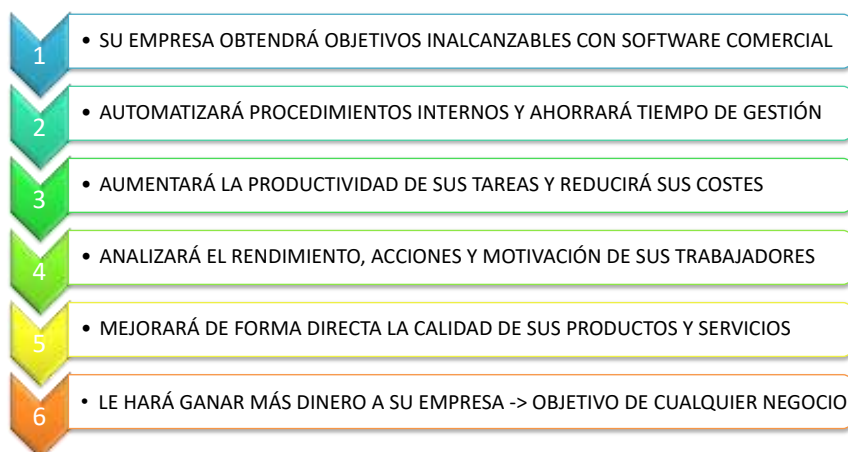 1 • SU EMPRESA OBTENDRÁ OBJETIVOS INALCANZABLES CON SOFTWARE COMERCIAL
2 • AUTOMATIZARÁ PROCEDIMIENTOS INTERNOS Y AHORRARÁ TIEMPO DE GESTIÓN
3 • AUMENTARÁ LA PRODUCTIVIDAD DE SUS TAREAS Y REDUCIRÁ SUS COSTES
4 • ANALIZARÁ EL RENDIMIENTO, ACCIONES Y MOTIVACIÓN DE SUS TRABAJADORES
5 • MEJORARÁ DE FORMA DIRECTA LA CALIDAD DE SUS PRODUCTOS Y SERVICIOS
6 • LE HARÁ GANAR MÁS DINERO A SU EMPRESA -> OBJETIVO DE CUALQUIER NEGOCIO